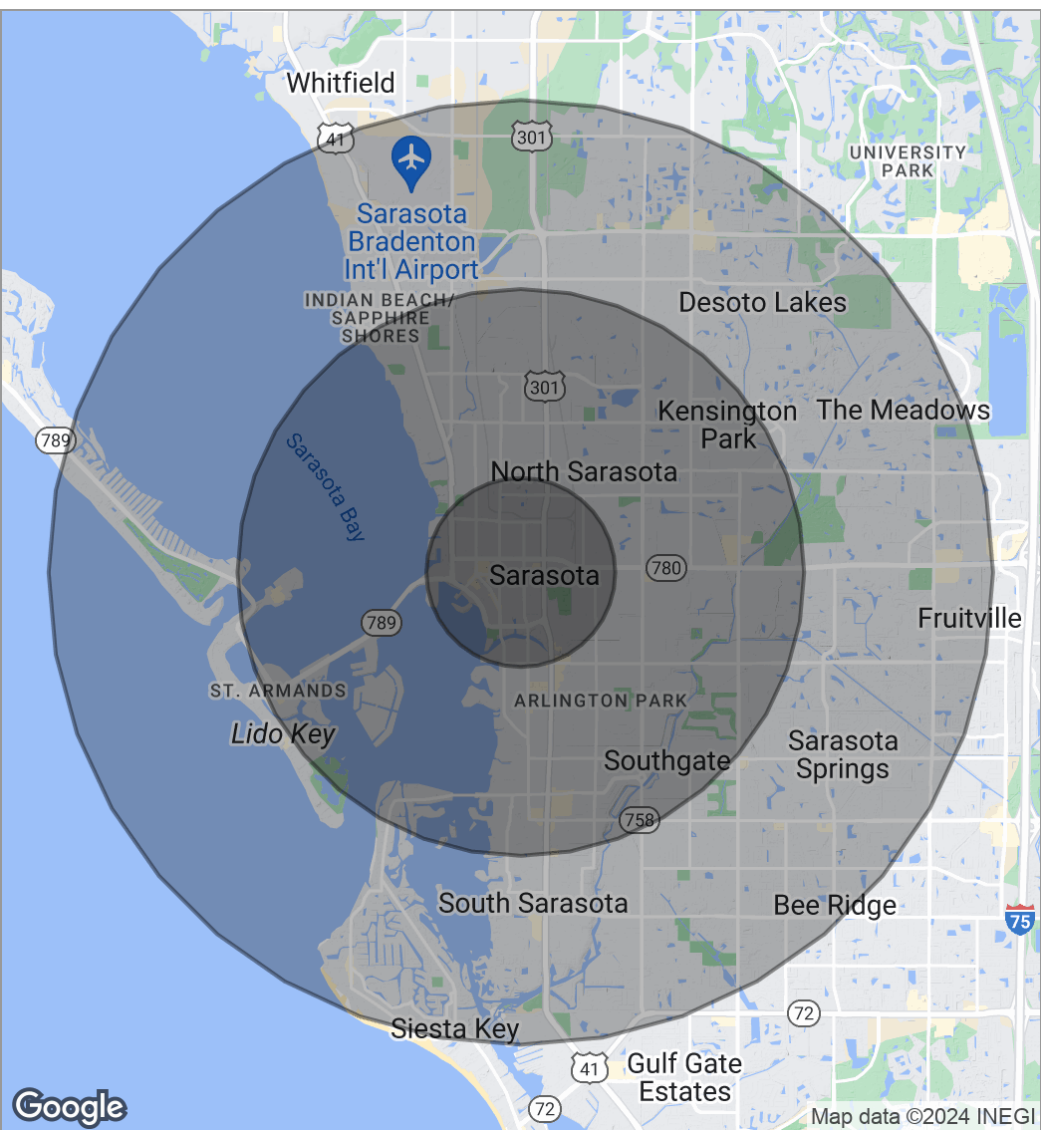 Whitfield
41
301
UNIVERSITY
PARK
Sarasota
Bradenton
Int'l Airport
INDIAN BEACH/
SAPPHIRE
SHORES
Desoto Lakes
301
Kensington
Park
The Meadows
789
Sarasota Bay
North Sarasota
Sarasota
780
789
Fruitville
ST. ARMANDS
Lido Key
ARLINGTON PARK
Southgate
Sarasota
Springs
758
South Sarasota
Bee Ridge
75
72
Siesta Key
41
Gulf Gate
Estates
72
Google
Map data ©2024 INEGI